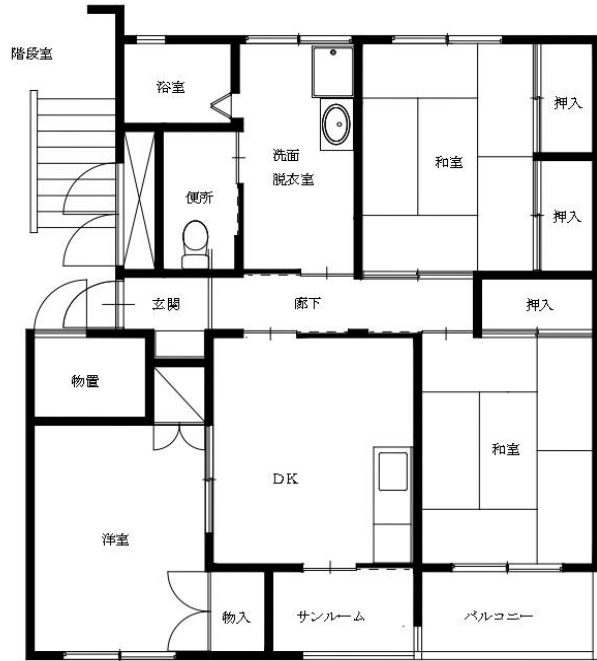 階段室
浴室
押入
洗面
脱衣室
和室
便所
押入
玄関
廊下
押入
物置
和室
DK
洋室
物入
サンルーム
バルコニー